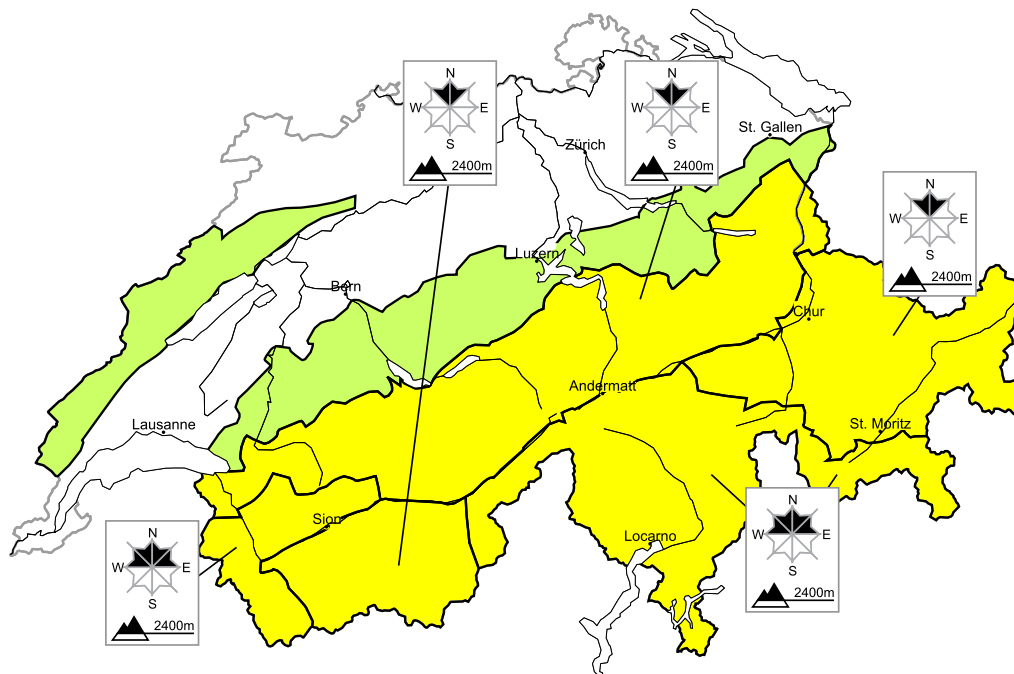 N
W E
S
2400m
N
W E
S
2400m
St. Gallen
Zürich
N
W E
S
2400m
Luzern
Bern
Chur
Andermatt
Lausanne
St. Moritz
Sion
Locarno
N
W E
S
2400m
N
W E
S
2400m